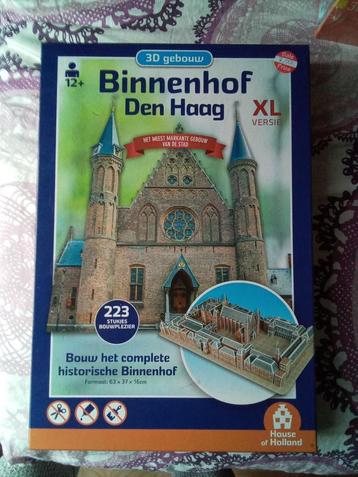 3D gebouw
12+
Binnenhof
Den Haag
XL
VERSIE
HET MEEST MARKANTE GEBOUW
VAN DE STAD
223
STUKJES
BOUWPLEZIER
Bouw het complete
historische Binnenhof
Formaat: 63 x 37 x 16cm
House
of Holland